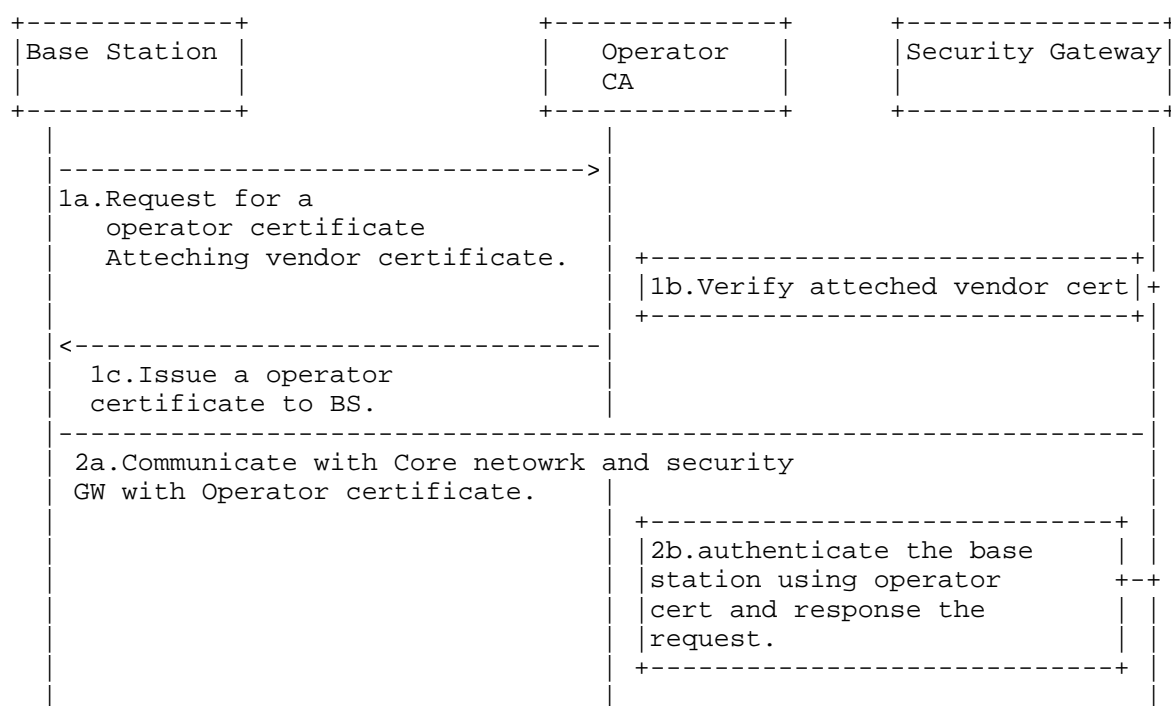 Base Station
Operator
CA
Security Gateway
1a.Request for a
operator certificate
Atteching vendor certificate.
1b.Verify atteched vendor cert
1c.Issue a operator
certificate to BS.
2a.Communicate with Core netowrk and security
GW with Operator certificate.
2b.authenticate the base
station using operator
cert and response the
request.